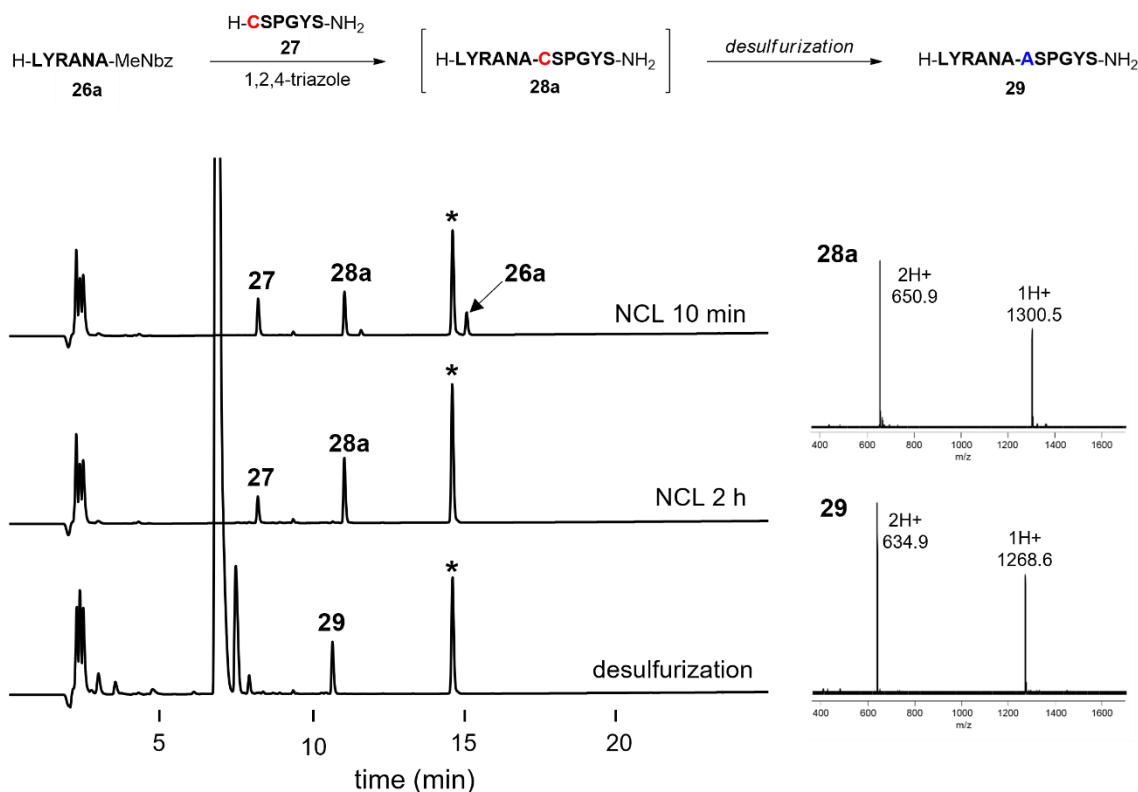 H-LYRANA-MeNbz
26a
H-CSPGYS-NH2
27
1,2,4-triazole
H-LYRANA-CSPGYS-NH2
28a
desulfurization
H-LYRANA-ASPGYS-NH2
29
27
28a
*
26a
NCL 10 min
27
28a
*
NCL 2 h
29
*
desulfurization
5
10
15
20
time (min)
28a
2H+
650.9
1H+
1300.5
400
600
800
1000
1200
1400
1600
m/z
29
2H+
634.9
1H+
1268.6
400
600
800
1000
1200
1400
1600
m/z